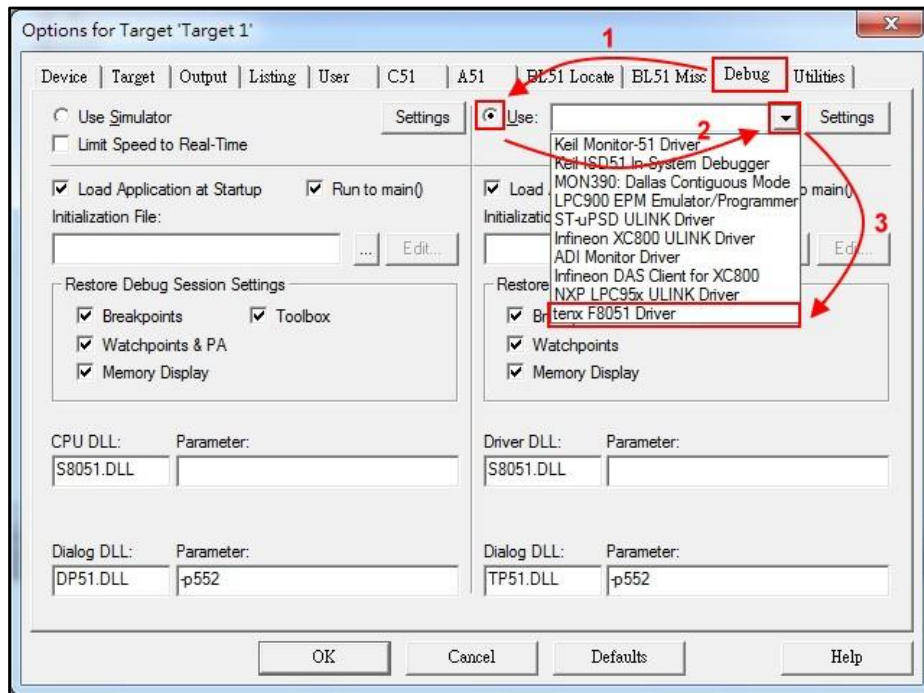 Options for Target 'Target 1'
1
Device Target Output Listing User C51 A51 BL51 Locate BL51 Misc Debug Utilities
Use Simulator Settings Use: Settings
2
Limit Speed to Real-Time
Keil Monitor-51 Driver
Keil ISD51 In-System Debugger
MON390: Dallas Contiguous Mode
LPC900 EPM Emulator/Programmer
ST-uPSD ULINK Driver
Infineon XC800 ULINK Driver
ADI Monitor Driver
Infineon DAS Client for XC800
NXP LPC95x ULINK Driver
tenx F8051 Driver
3
Load Application at Startup Run to main() Load main()
Initialization File:
... Edit...
Restore Debug Session Settings Restore
Breakpoints Toolbox
Watchpoints & PA Watchpoints
Memory Display Memory Display
CPU DLL: Parameter: Driver DLL: Parameter:
S8051.DLL S8051.DLL
Dialog DLL: Parameter: Dialog DLL: Parameter:
DP51.DLL -p552 TP51.DLL -p552
OK Cancel Defaults Help